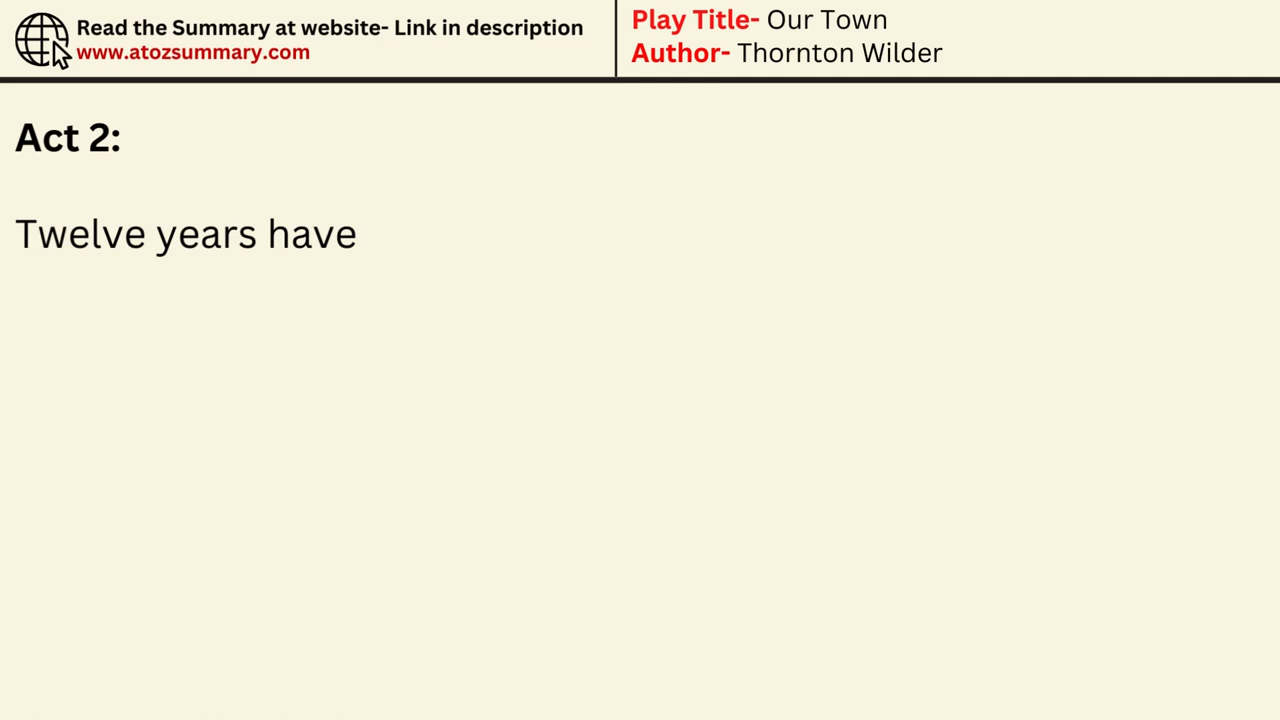 Read the Summary at website- Link in description
www.atozsummary.com
Play Title- Our Town
Author- Thornton Wilder
Act 2:
Twelve years have